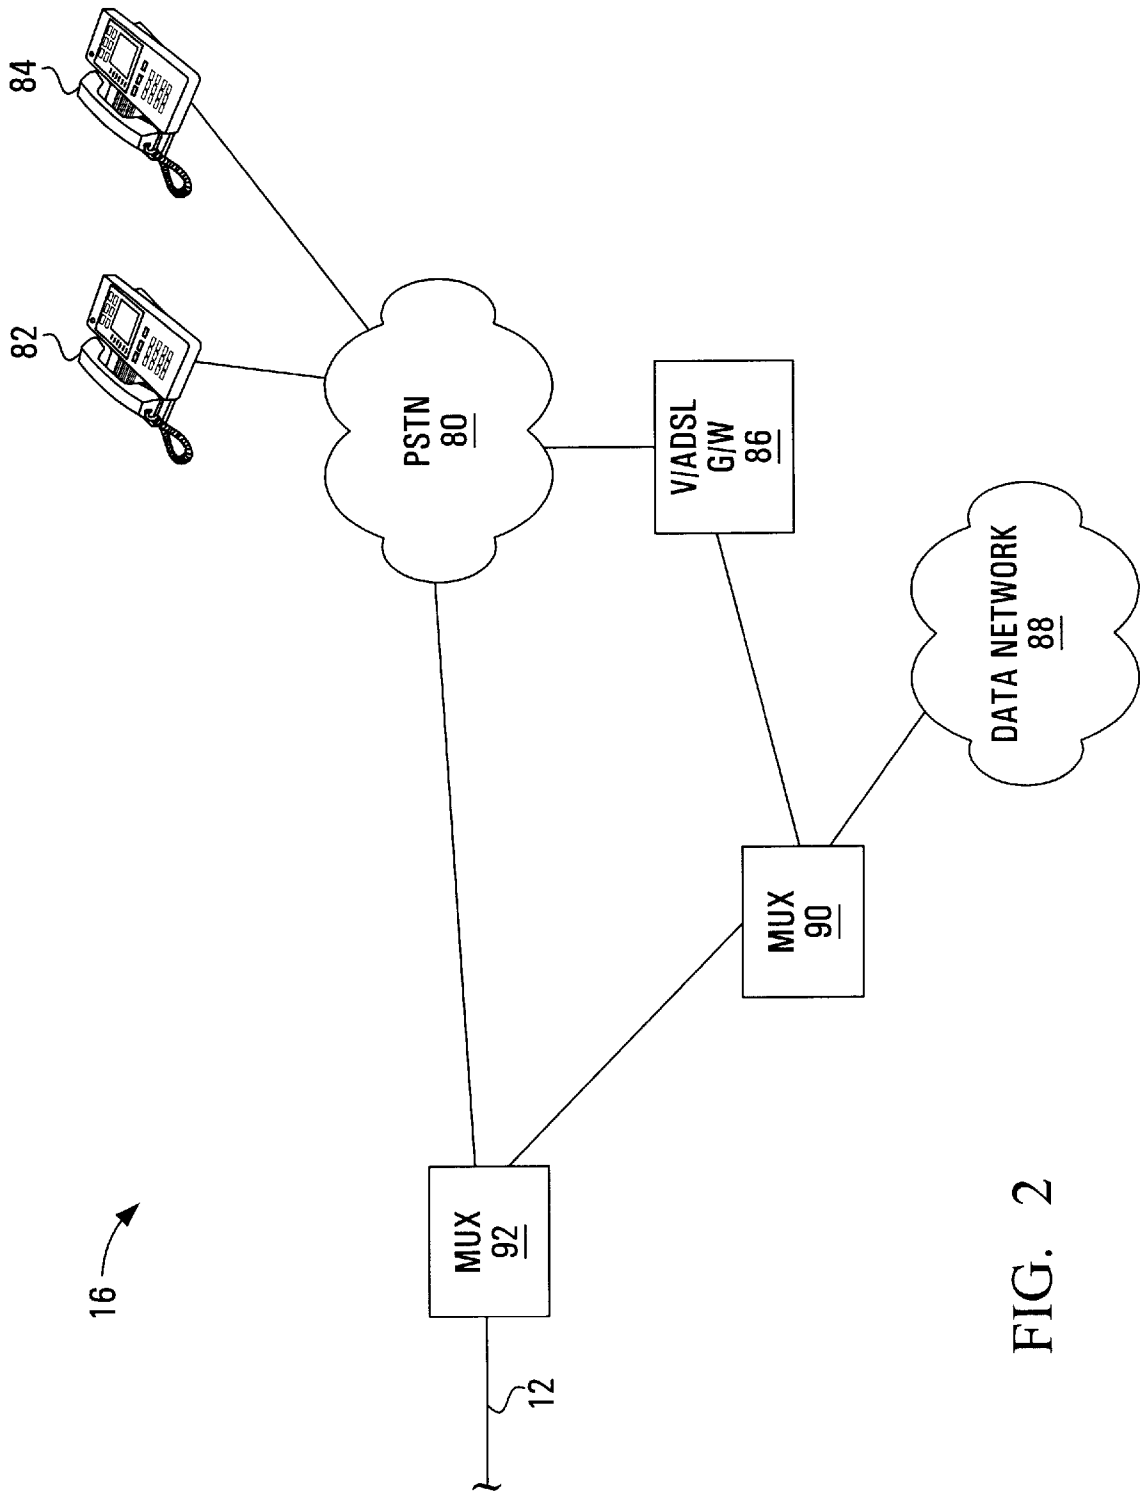 16
12
MUX
92
MUX
90
PSTN
80
V/ADSL
G/W
86
DATA NETWORK
88
82
84
FIG. 2